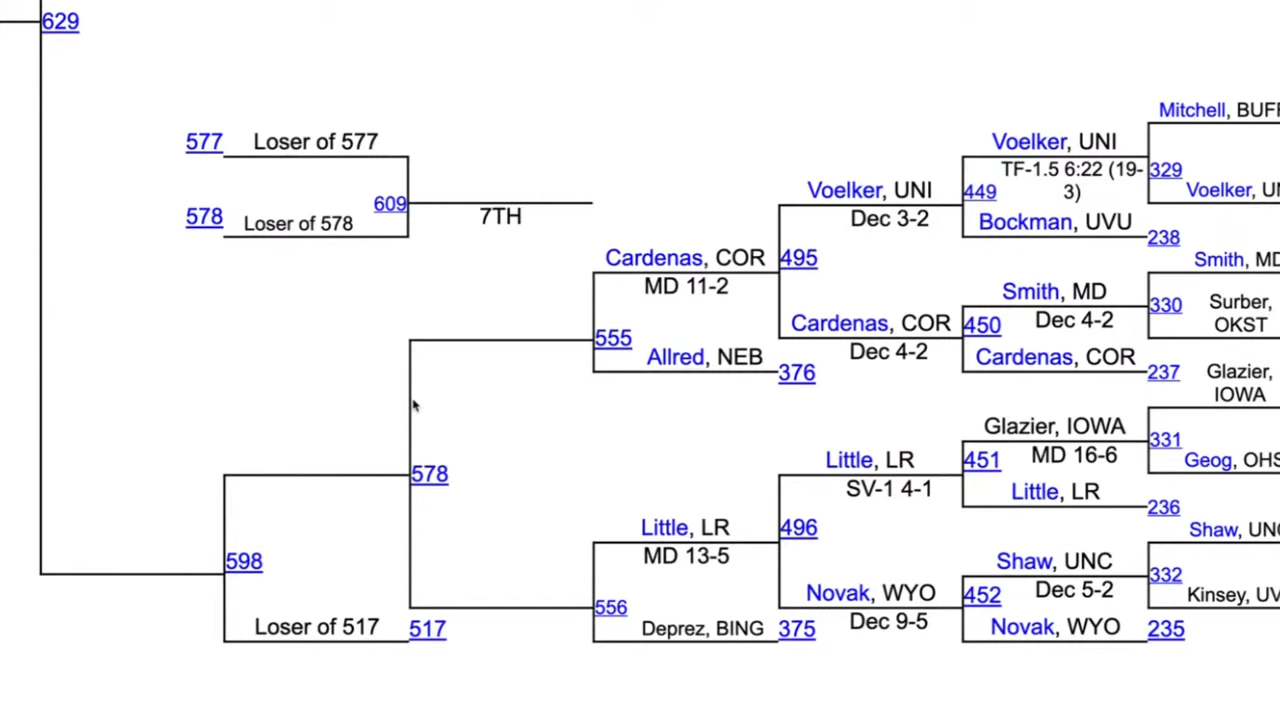 629
577 Loser of 577
609
7TH
578 Loser of 578
Cardenas, COR
MD 11-2
555
Allred, NEB
376
578
598
Loser of 517
517
Little, LR
MD 13-5
556
Deprez, BING
375
Voelker, UNI
Dec 3-2
495
Cardenas, COR
Dec 4-2
Little, LR
SV-1 4-1
496
Novak, WYO
Dec 9-5
Voelker, UNI
TF-1.5 6:22 (19-
3)
449
Bockman, UVU
238
Smith, MD
Dec 4-2
450
Cardenas, COR
237
Glazier, IOWA
MD 16-6
451
Little, LR
236
Shaw, UNC
Dec 5-2
452
Novak, WYO
235
Mitchell, BUF
329
Voelker, U
Smith, MD
330
Surber,
OKST
Glazier,
IOWA
331
Geog, OHS
Shaw, UNC
332
Kinsey, UV